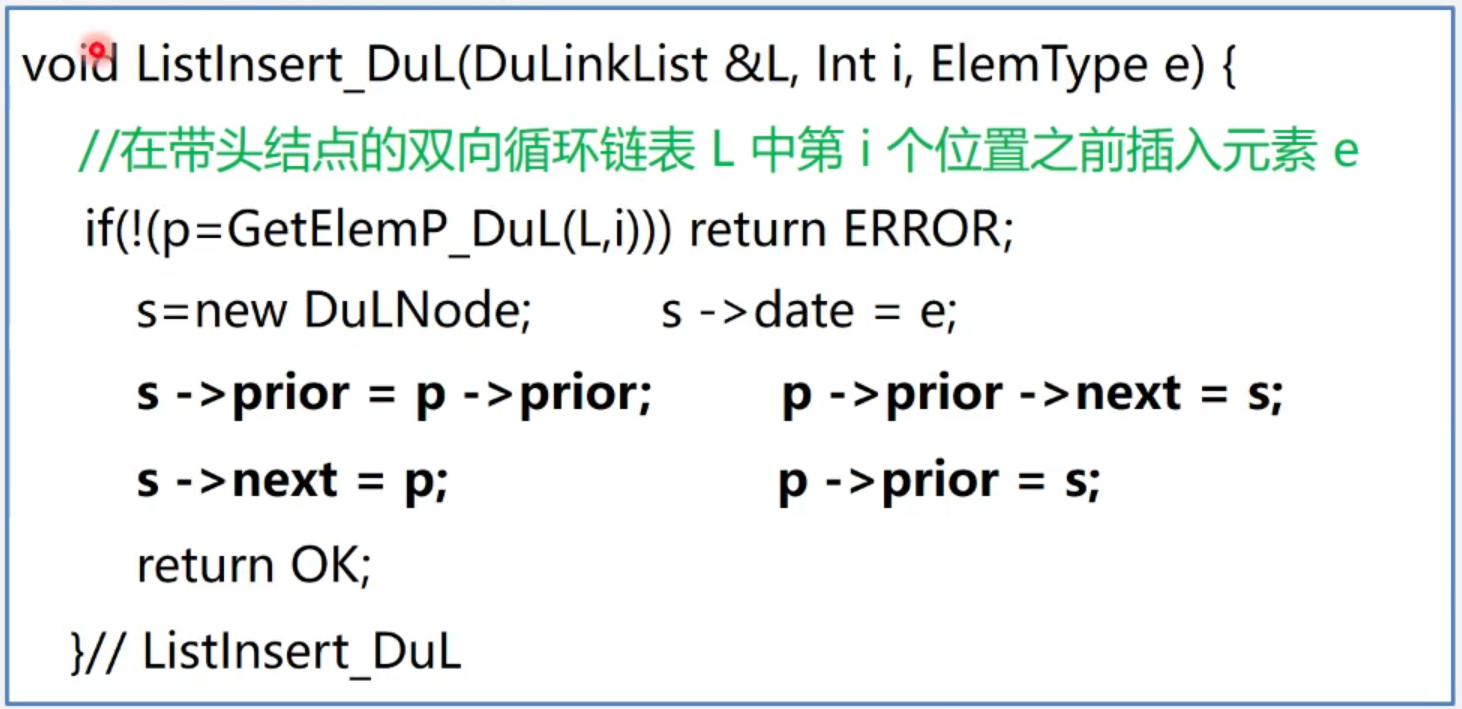 void ListInsert_DuL(DuLinkList &L, Int i, ElemType e) {
//在带头结点的双向循环链表 L 中第 i 个位置之前插入元素 e
if(!(p=GetElemP_DuL(L,i))) return ERROR;
s=new DuLNode; s ->date = e;
s ->prior = p ->prior; p ->prior ->next = s;
s ->next = p; p ->prior = s;
return OK;
}// ListInsert_DuL